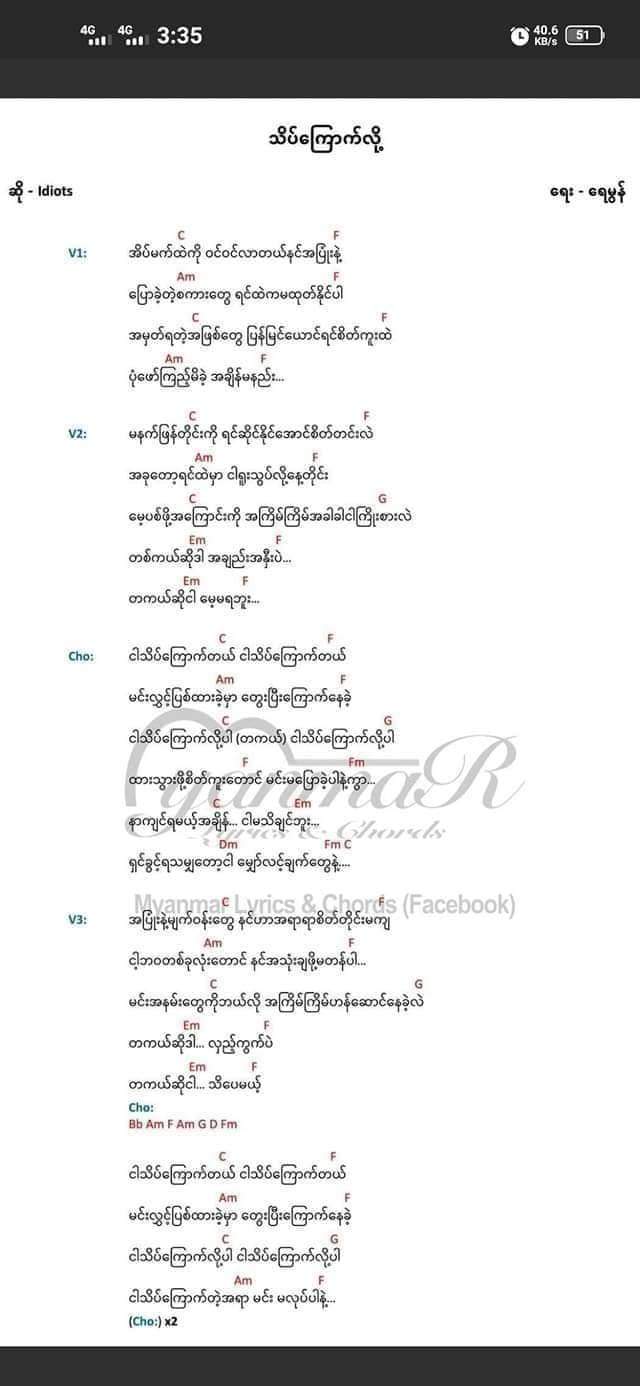 4G 4G 3:35 40.6 KB/s 51
သိပ်ကြောက်လို့
ဆို - Idiots ရေး - ရေမွန်
C F
V1: အိပ်မက်ထဲကို ဝင်ဝင်လာတယ်နင်အပြုံးနဲ့
Am F
ပြောခဲ့တဲ့စကားတွေ ရင်ထဲကမထုတ်နိုင်ပါ
C F
အမှတ်ရတဲ့အဖြစ်တွေ ပြန်မြင်ယောင်ရင်စိတ်ကူးထဲ
Am F
ပုံဖော်ကြည့်မိခဲ့ အချိန်မနည်း...
C F
V2: မနက်ဖြန်တိုင်းကို ရင်ဆိုင်နိုင်အောင်စိတ်တင်းလဲ
Am F
အခုတော့ရင်ထဲမှာ ငါရူးသွပ်လို့နေ့တိုင်း
C G
မေ့ပစ်ဖို့အကြောင်းကို အကြိမ်ကြိမ်အခါခါငါကြိုးစားလဲ
Em F
တစ်ကယ်ဆိုဒါ အချည်းအနှီးပဲ...
Em F
တကယ်ဆိုငါ မေ့မရဘူး...
C F
Cho: ငါသိပ်ကြောက်တယ် ငါသိပ်ကြောက်တယ်
Am F
မင်းလွှင့်ပြစ်ထားခဲ့မှာ တွေးပြီးကြောက်နေခဲ့
C G
ငါသိပ်ကြောက်လို့ပါ (တကယ်) ငါသိပ်ကြောက်လို့ပါ
F Fm
ထားသွားဖို့စိတ်ကူးတောင် မင်းမပြောခဲ့ပါနဲ့ကွာ...
C Em
နာကျင်ရမယ့်အချိန်... ငါမသိချင်ဘူး...
Dm Fm C
ရှင်ခွင့်ရသမျှတော့ငါ မျှော်လင့်ချက်တွေနဲ့....
MyanmaR
Lyrics & Chords
Myanmar Lyrics & Chords (Facebook)
C F
V3: အပြုံးနဲ့မျက်ဝန်းတွေ နင်ဟာအရာရာစိတ်တိုင်းမကျ
Am F
ငါ့ဘဝတစ်ခုလုံးတောင် နင်အသုံးချဖို့မတန်ပါ...
C G
မင်းအနမ်းတွေကိုဘယ်လို အကြိမ်ကြိမ်ဟန်ဆောင်နေခဲ့လဲ
Em F
တကယ်ဆိုဒါ... လှည့်ကွက်ပဲ
Em F
တကယ်ဆိုငါ... သိပေမယ့်
Cho:
Bb Am F Am G D Fm
C F
ငါသိပ်ကြောက်တယ် ငါသိပ်ကြောက်တယ်
Am F
မင်းလွှင့်ပြစ်ထားခဲ့မှာ တွေးပြီးကြောက်နေခဲ့
C G
ငါသိပ်ကြောက်လို့ပါ ငါသိပ်ကြောက်လို့ပါ
Am F
ငါသိပ်ကြောက်တဲ့အရာ မင်း မလုပ်ပါနဲ့...
(Cho:) x2